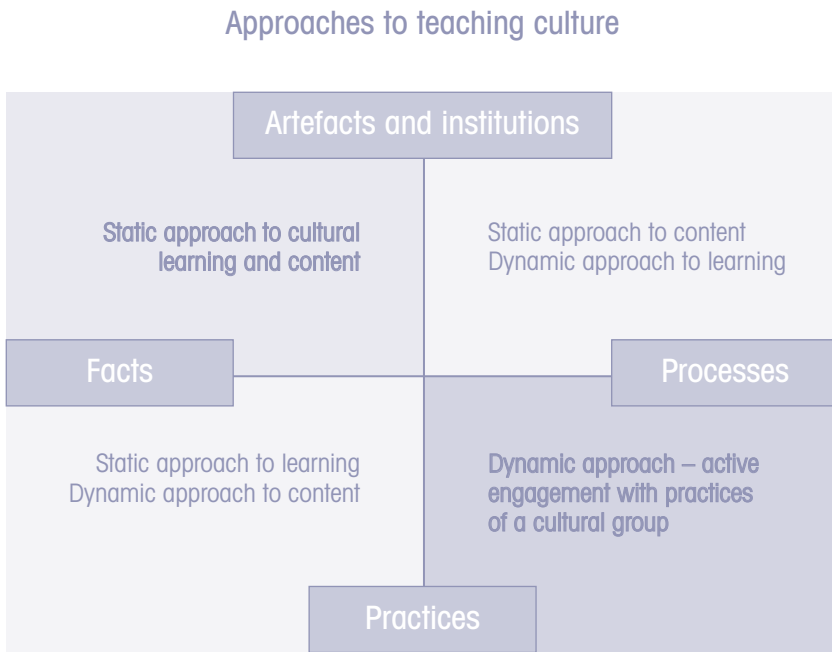 Approaches to teaching culture
Artefacts and institutions
Static approach to cultural
learning and content
Static approach to content
Dynamic approach to learning
Facts
Processes
Static approach to learning
Dynamic approach to content
Dynamic approach – active
engagement with practices
of a cultural group
Practices